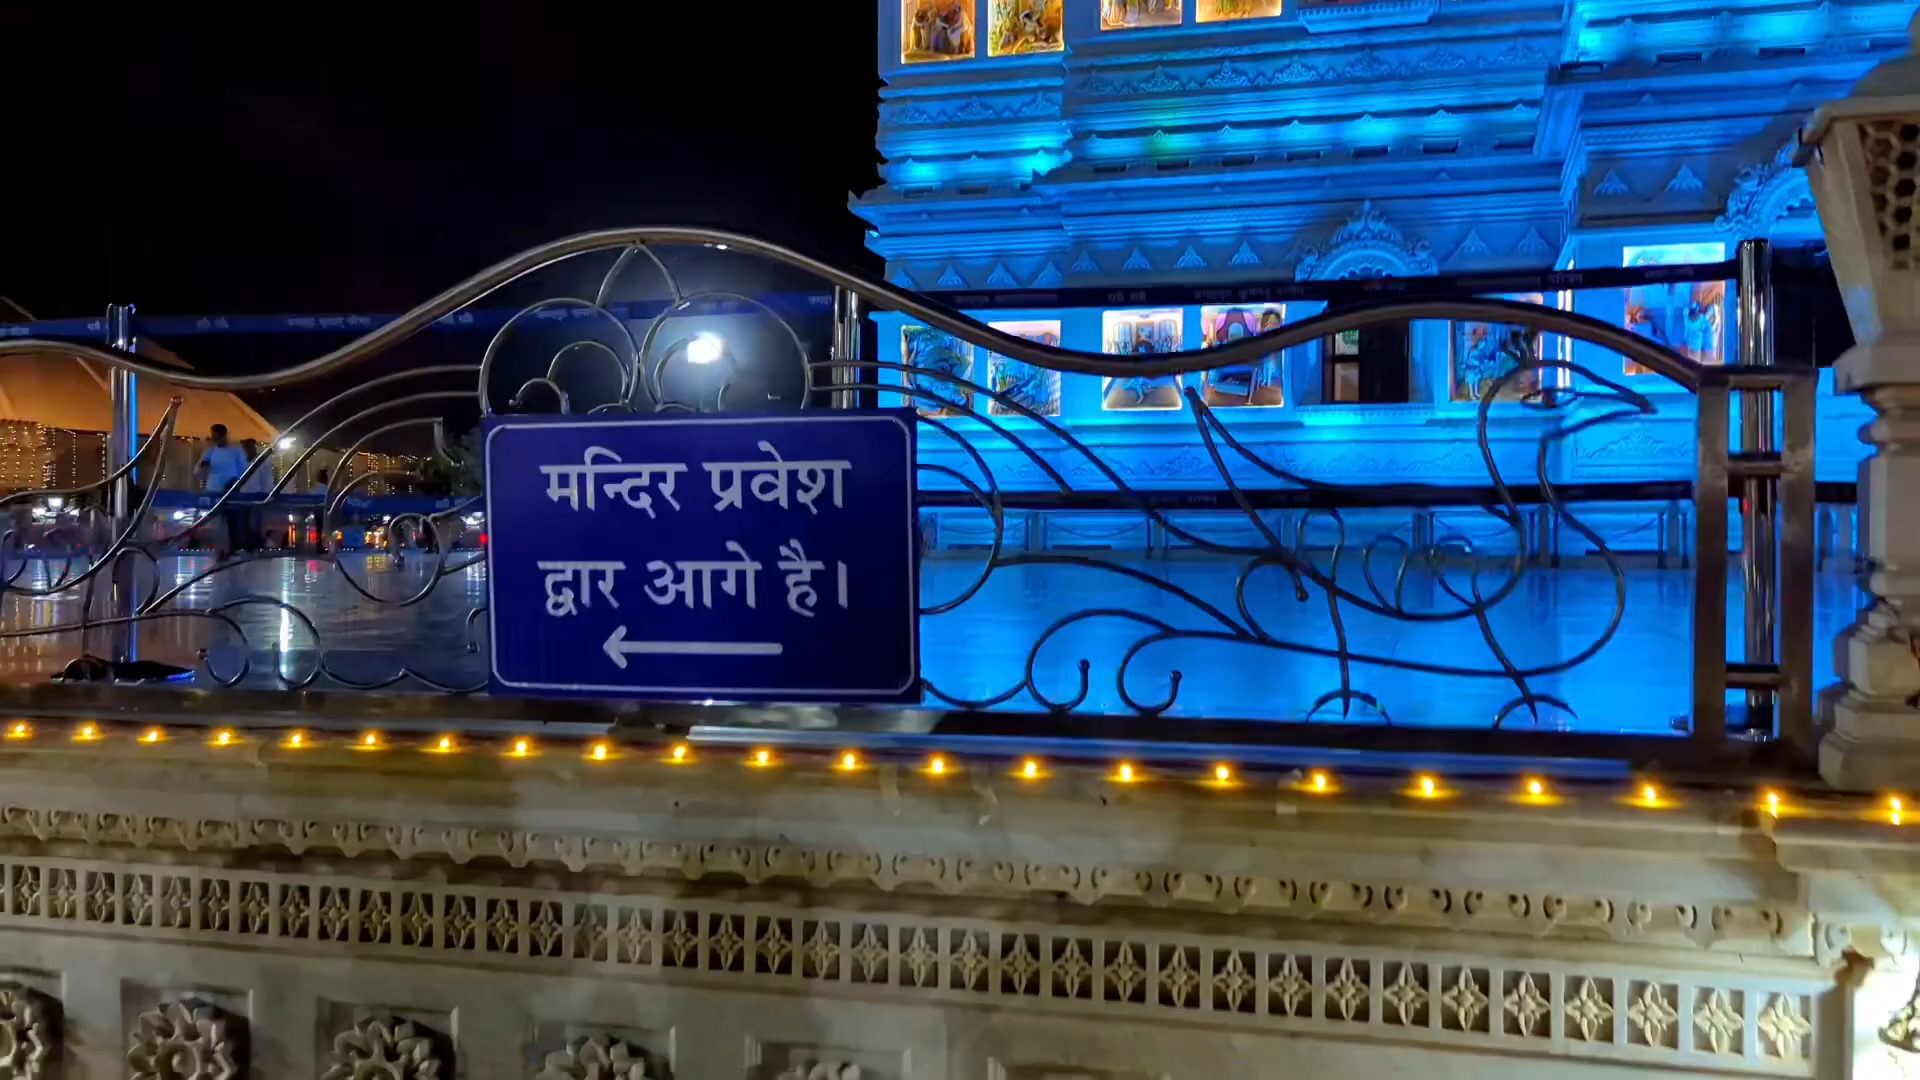 मन्दिर प्रवेश
द्वार आगे है।